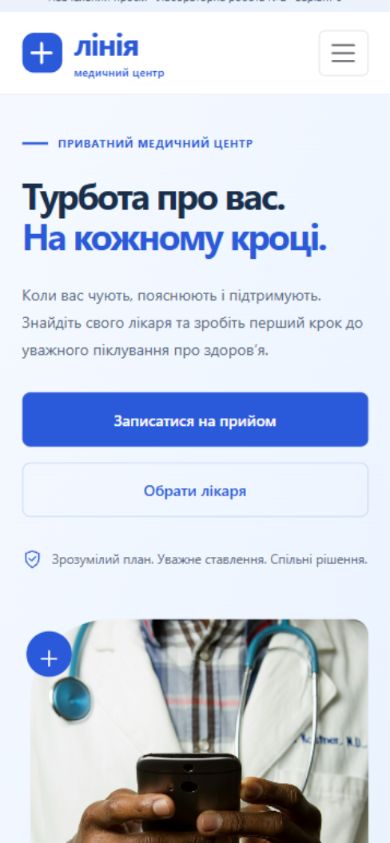 лінія
медичний центр
ПРИВАТНИЙ МЕДИЧНИЙ ЦЕНТР
Турбота про вас.
На кожному кроці.
Коли вас чують, пояснюють і підтримують.
Знайдіть свого лікаря та зробіть перший крок до
уважного піклування про здоров’я.
Записатися на прийом
Обрати лікаря
Зрозумілий план. Уважне ставлення. Спільні рішення.